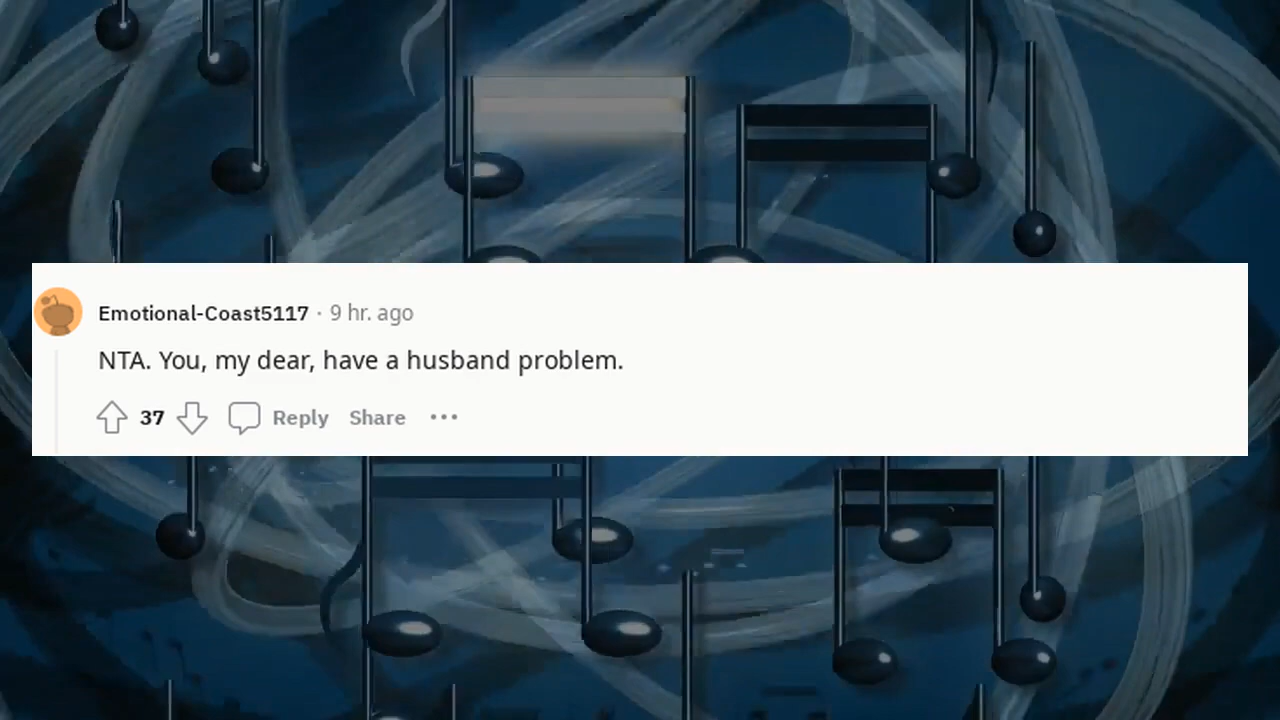 Emotional-Coast5117 · 9 hr. ago
NTA. You, my dear, have a husband problem.
37 Reply Share ···